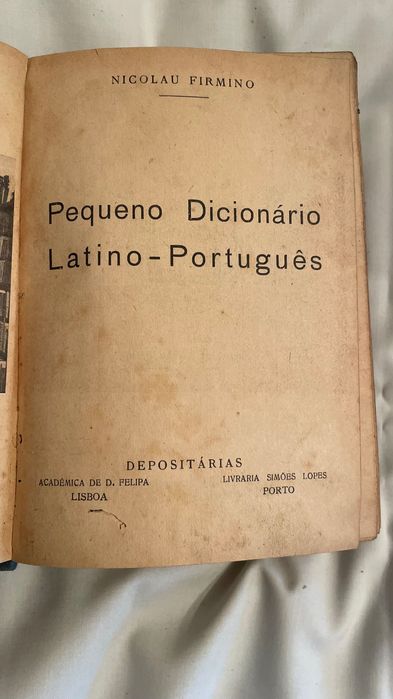 NICOLAU FIRMINO
Pequeno Dicionário
Latino-Português
DEPOSITÁRIAS
ACADÉMICA DE D. FELIPA
LISBOA
LIVRARIA SIMÕES LOPES
PORTO